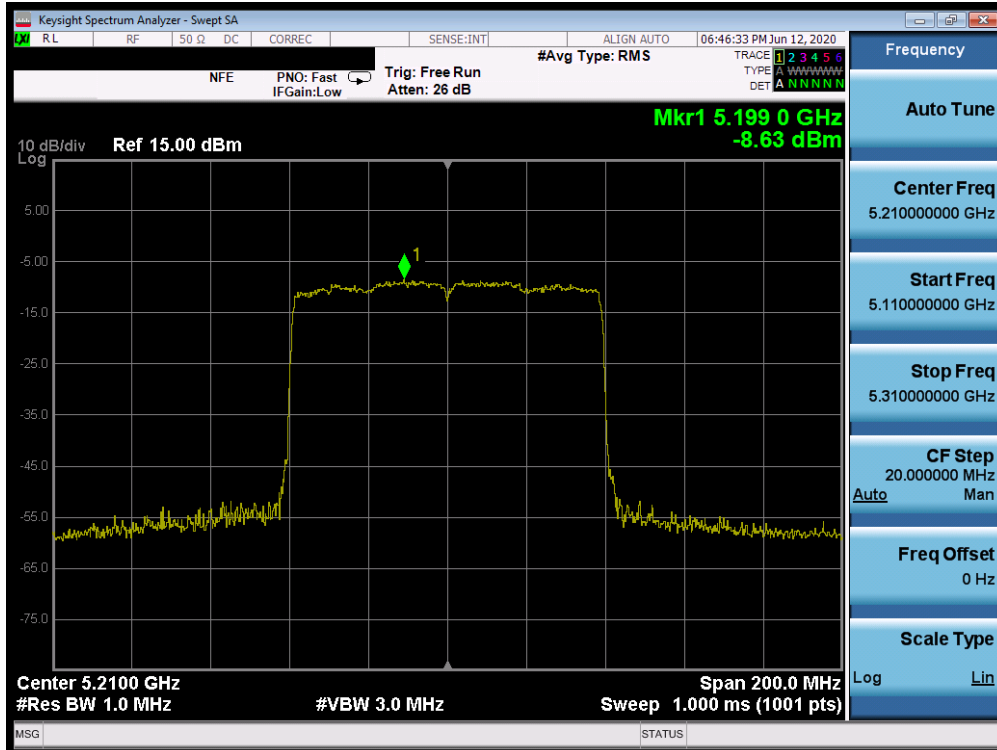 Keysight Spectrum Analyzer - Swept SA
LXI RL RF 50 Ω DC CORREC SENSE:INT ALIGN AUTO 06:46:33 PM Jun 12, 2020
NFE PNO: Fast Trig: Free Run #Avg Type: RMS TRACE 1 2 3 4 5 6
IFGain:Low Atten: 26 dB TYPE A WWWWW
DET A N N N N N
Mkr1 5.199 0 GHz
-8.63 dBm
10 dB/div Ref 15.00 dBm
Log
5.00
-5.00
1
-15.0
-25.0
-35.0
-45.0
-55.0
-65.0
-75.0
Center 5.2100 GHz Span 200.0 MHz
#Res BW 1.0 MHz #VBW 3.0 MHz Sweep 1.000 ms (1001 pts)
MSG STATUS
Frequency
Auto Tune
Center Freq
5.210000000 GHz
Start Freq
5.110000000 GHz
Stop Freq
5.310000000 GHz
CF Step
20.000000 MHz
Auto Man
Freq Offset
0 Hz
Scale Type
Log Lin